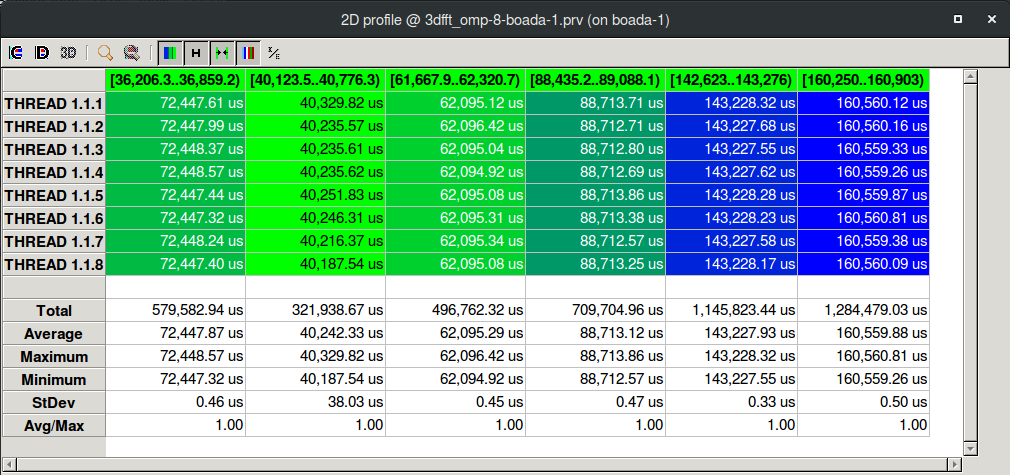 2D profile @ 3dfft_omp-8-boada-1.prv (on boada-1)
3D H I/E
[36,206.3..36,859.2) [40,123.5..40,776.3) [61,667.9..62,320.7) [88,435.2..89,088.1) [142,623..143,276) [160,250..160,903)
THREAD 1.1.1 72,447.61 us 40,329.82 us 62,095.12 us 88,713.71 us 143,228.32 us 160,560.12 us
THREAD 1.1.2 72,447.99 us 40,235.57 us 62,096.42 us 88,712.71 us 143,227.68 us 160,560.16 us
THREAD 1.1.3 72,448.37 us 40,235.61 us 62,095.04 us 88,712.80 us 143,227.55 us 160,559.33 us
THREAD 1.1.4 72,448.57 us 40,235.62 us 62,094.92 us 88,712.69 us 143,227.62 us 160,559.26 us
THREAD 1.1.5 72,447.44 us 40,251.83 us 62,095.08 us 88,713.86 us 143,228.28 us 160,559.87 us
THREAD 1.1.6 72,447.32 us 40,246.31 us 62,095.31 us 88,713.38 us 143,228.23 us 160,560.81 us
THREAD 1.1.7 72,448.24 us 40,216.37 us 62,095.34 us 88,712.57 us 143,227.58 us 160,559.38 us
THREAD 1.1.8 72,447.40 us 40,187.54 us 62,095.08 us 88,713.25 us 143,228.17 us 160,560.09 us
Total 579,582.94 us 321,938.67 us 496,762.32 us 709,704.96 us 1,145,823.44 us 1,284,479.03 us
Average 72,447.87 us 40,242.33 us 62,095.29 us 88,713.12 us 143,227.93 us 160,559.88 us
Maximum 72,448.57 us 40,329.82 us 62,096.42 us 88,713.86 us 143,228.32 us 160,560.81 us
Minimum 72,447.32 us 40,187.54 us 62,094.92 us 88,712.57 us 143,227.55 us 160,559.26 us
StDev 0.46 us 38.03 us 0.45 us 0.47 us 0.33 us 0.50 us
Avg/Max 1.00 1.00 1.00 1.00 1.00 1.00